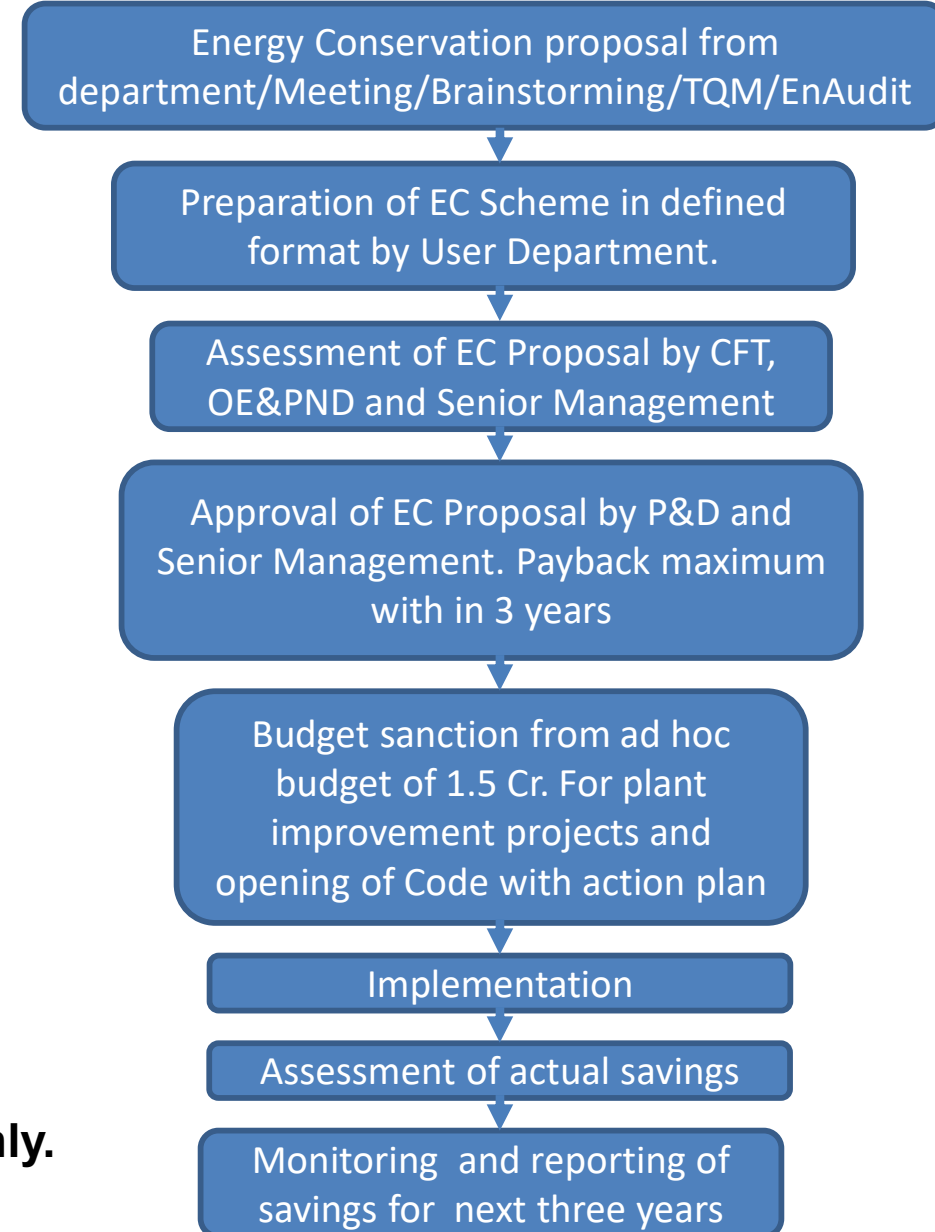 Energy Conservation proposal from
department/Meeting/Brainstorming/TQM/EnAudit
Preparation of EC Scheme in defined
format by User Department.
Assessment of EC Proposal by CFT,
OE&PND and Senior Management
Approval of EC Proposal by P&D and
Senior Management. Payback maximum
with in 3 years
Budget sanction from ad hoc
budget of 1.5 Cr. For plant
improvement projects and
opening of Code with action plan
Implementation
Assessment of actual savings
Monitoring and reporting of
savings for next three years